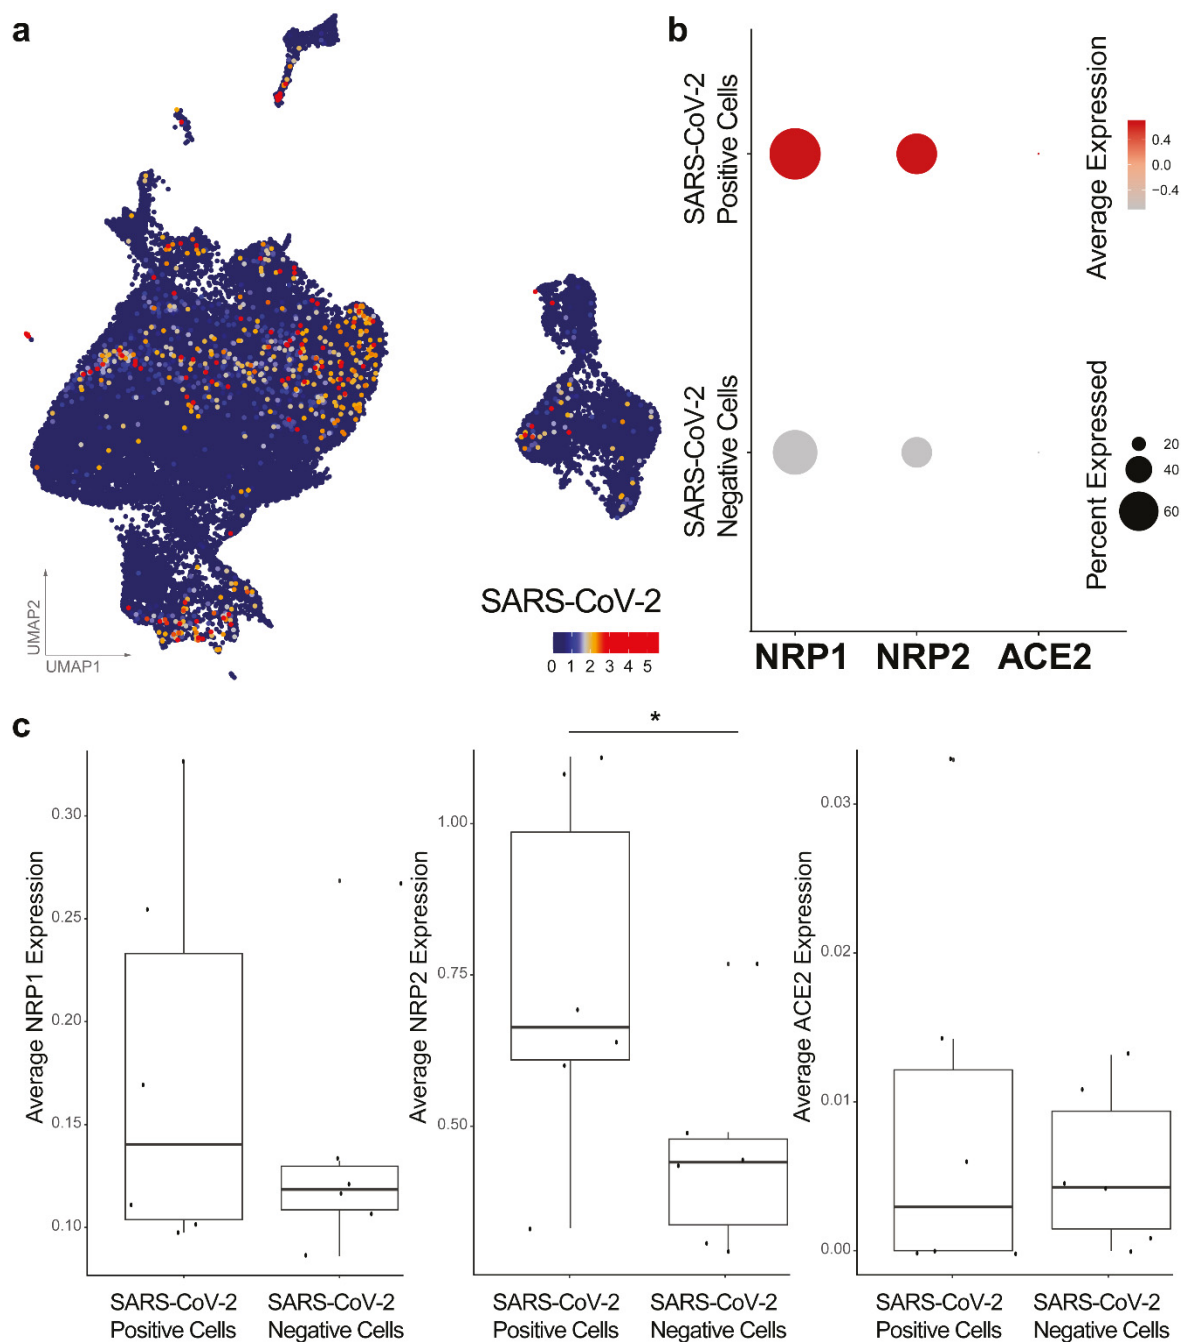 a
UMAP2
UMAP1
SARS-CoV-2
0 1 2 3 4 5
b
SARS-CoV-2
Positive Cells
SARS-CoV-2
Negative Cells
NRP1 NRP2 ACE2
Average Expression
0.4
0.0
−0.4
Percent Expressed
20
40
60
c
Average NRP1 Expression
0.30
0.25
0.20
0.15
0.10
SARS-CoV-2
Positive Cells
SARS-CoV-2
Negative Cells
*
Average NRP2 Expression
1.00
0.75
0.50
SARS-CoV-2
Positive Cells
SARS-CoV-2
Negative Cells
Average ACE2 Expression
0.03
0.02
0.01
0.00
SARS-CoV-2
Positive Cells
SARS-CoV-2
Negative Cells